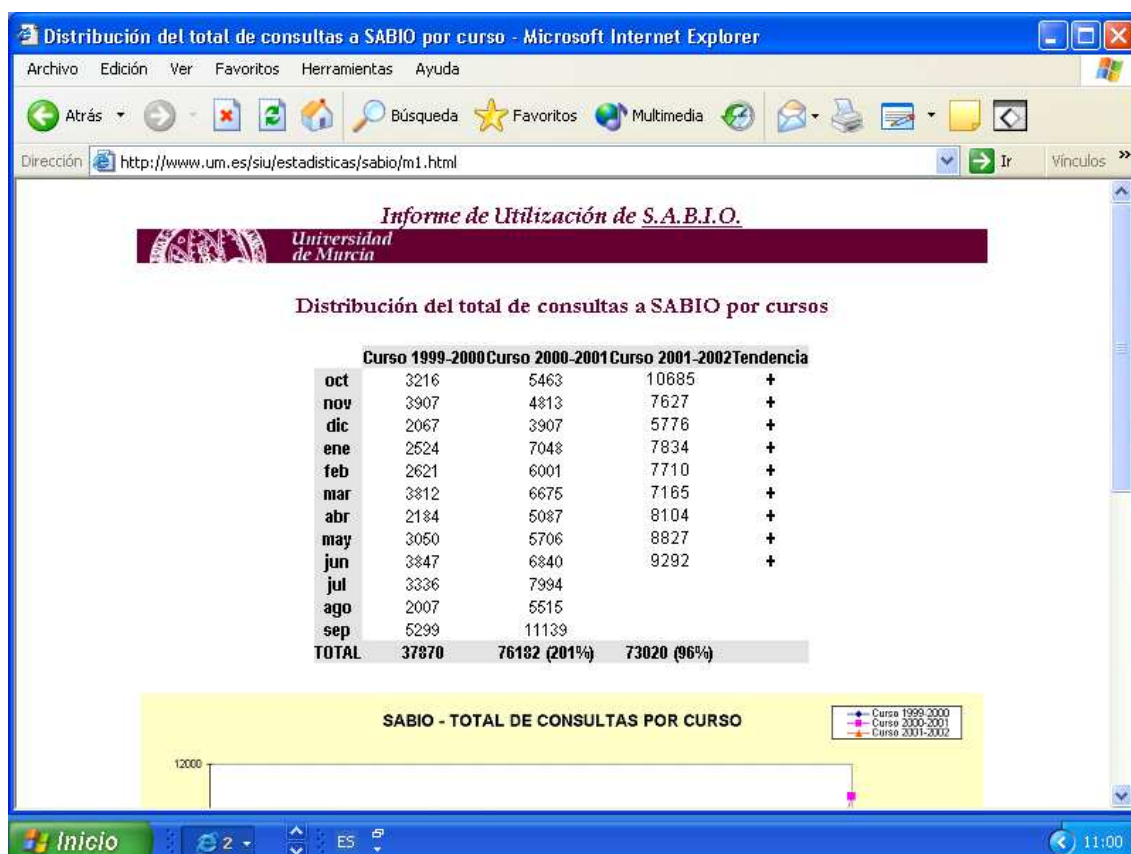 Distribución del total de consultas a SABIO por curso - Microsoft Internet Explorer
Archivo Edición Ver Favoritos Herramientas Ayuda
Atrás Búsqueda Favoritos Multimedia
Dirección http://www.um.es/siu/estadisticas/sabio/m1.html Ir Vínculos »
Informe de Utilización de S.A.B.I.O.
Universidad
de Murcia
Distribución del total de consultas a SABIO por cursos
Curso 1999-2000 Curso 2000-2001 Curso 2001-2002 Tendencia
oct 3216 5463 10685 +
nov 3907 4813 7627 +
dic 2067 3907 5776 +
ene 2524 7048 7834 +
feb 2621 6001 7710 +
mar 3812 6675 7165 +
abr 2184 5087 8104 +
may 3050 5706 8827 +
jun 3847 6840 9292 +
jul 3336 7994
ago 2007 5515
sep 5299 11139
TOTAL 37870 76182 (201%) 73020 (96%)
SABIO - TOTAL DE CONSULTAS POR CURSO
Curso 1999-2000
Curso 2000-2001
Curso 2001-2002
12000
Inicio 2 ES 11:00